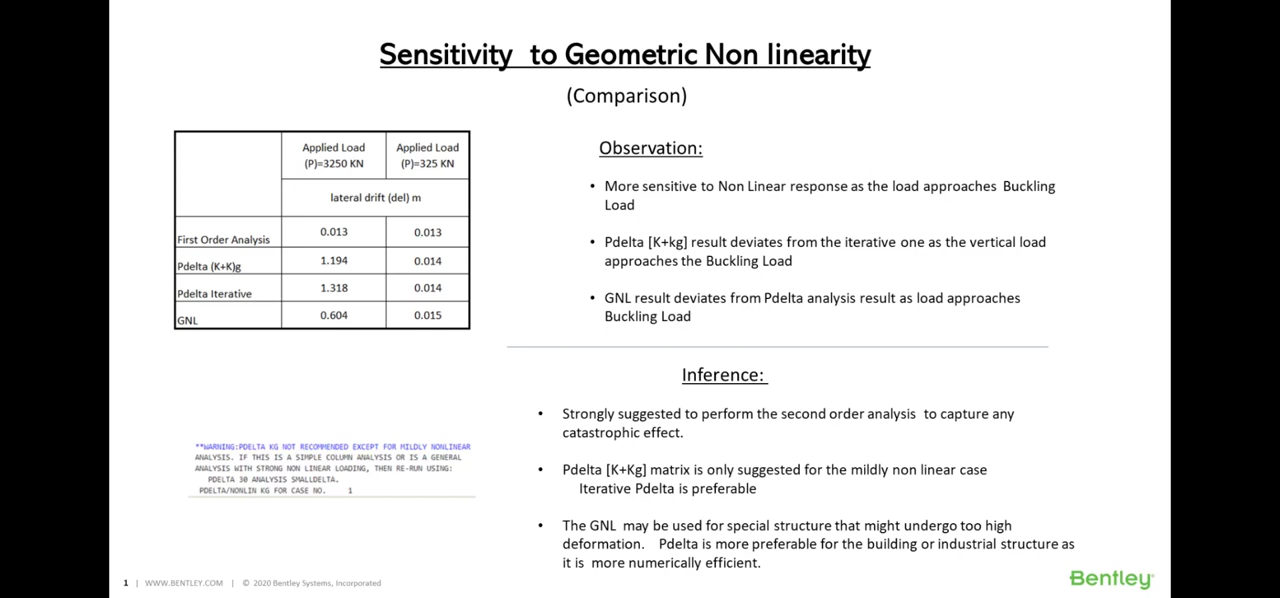 Sensitivity to Geometric Non linearity
(Comparison)
Applied Load
(P)=3250 KN
Applied Load
(P)=325 KN
lateral drift (del) m
First Order Analysis 0.013 0.013
Pdelta (K+K)g 1.194 0.014
Pdelta Iterative 1.318 0.014
GNL 0.604 0.015
Observation:
• More sensitive to Non Linear response as the load approaches Buckling
Load
• Pdelta [K+kg] result deviates from the iterative one as the vertical load
approaches the Buckling Load
• GNL result deviates from Pdelta analysis result as load approaches
Buckling Load
Inference:
• Strongly suggested to perform the second order analysis to capture any
catastrophic effect.
• Pdelta [K+Kg] matrix is only suggested for the mildly non linear case
Iterative Pdelta is preferable
• The GNL may be used for special structure that might undergo too high
deformation. Pdelta is more preferable for the building or industrial structure as
it is more numerically efficient.
**WARNING:PDELTA KG NOT RECOMMENDED EXCEPT FOR MILDLY NONLINEAR
ANALYSIS. IF THIS IS A SIMPLE COLUMN ANALYSIS OR IS A GENERAL
ANALYSIS WITH STRONG NON LINEAR LOADING, THEN RE-RUN USING:
PDELTA 30 ANALYSIS SMALLDELTA.
PDELTA/NONLIN KG FOR CASE NO. 1
1 | WWW.BENTLEY.COM | © 2020 Bentley Systems, Incorporated
Bentley